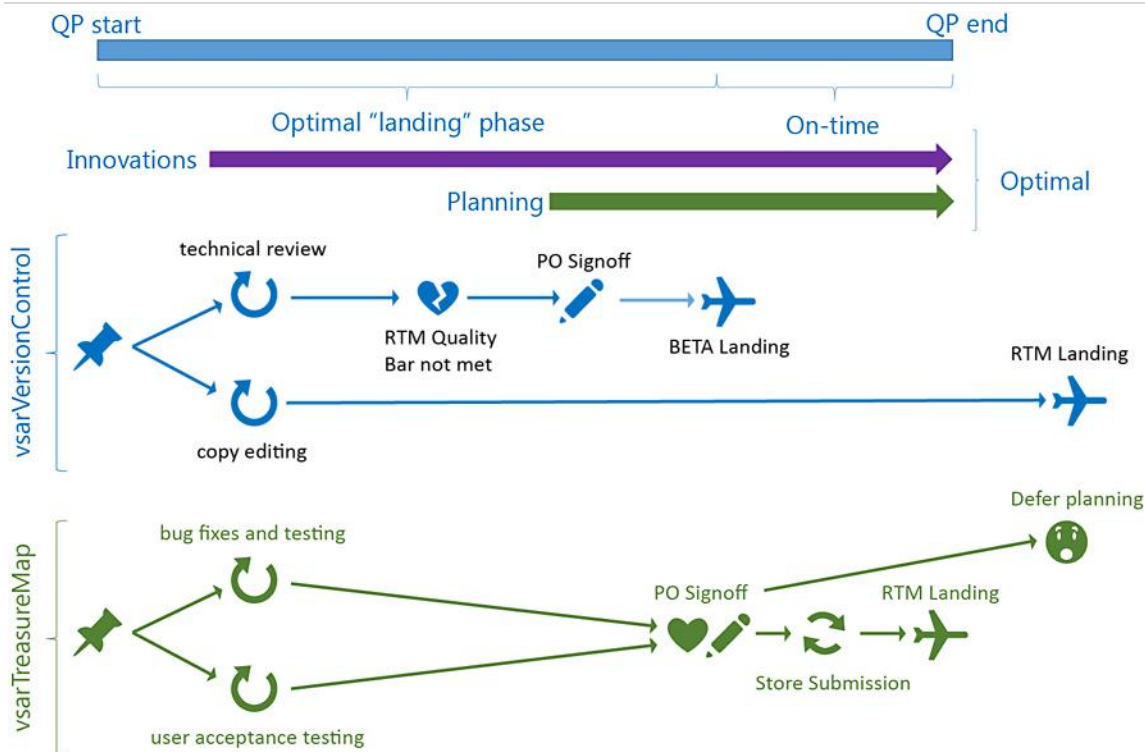 QP start
QP end
Optimal “landing” phase
On-time
Innovations
Optimal
Planning
vsarVersionControl
technical review
PO Signoff
RTM Quality
Bar not met
BETA Landing
RTM Landing
copy editing
vsarTreasureMap
Defer planning
bug fixes and testing
PO Signoff
RTM Landing
Store Submission
user acceptance testing